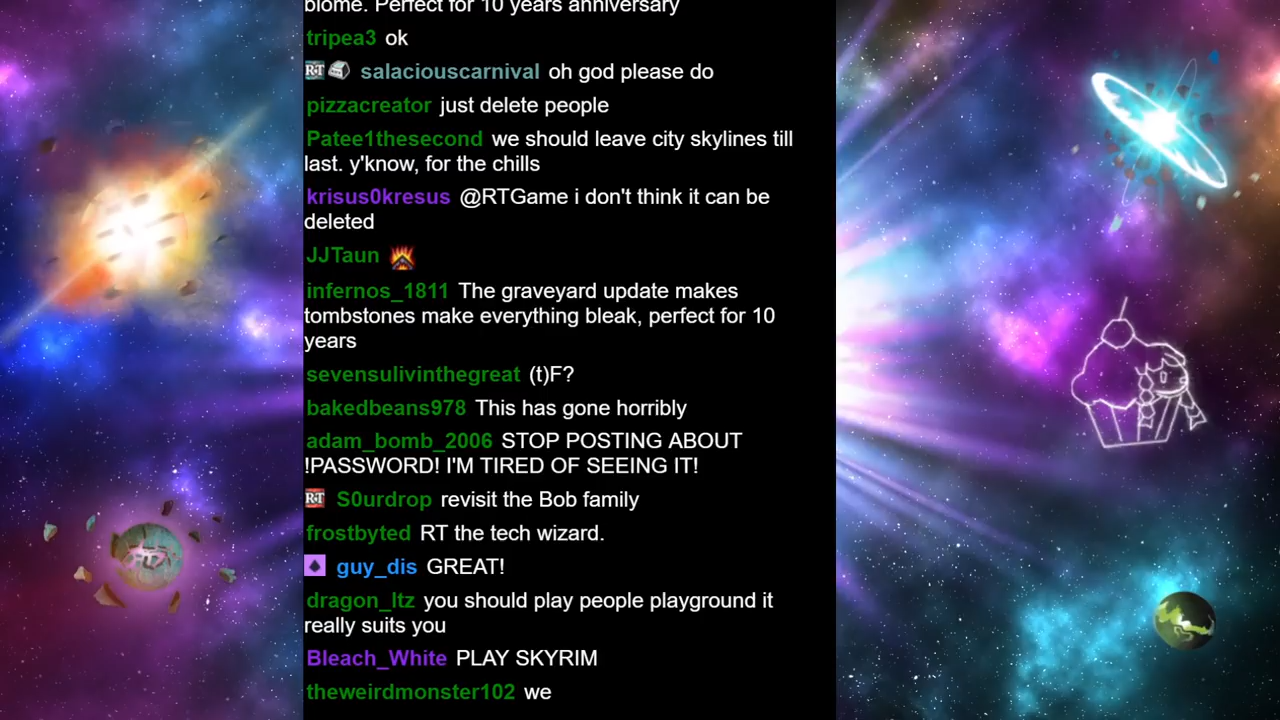 biome. Perfect for 10 years anniversary
tripea3 ok
RT salaciouscarnival oh god please do
pizzacreator just delete people
Patee1thesecond we should leave city skylines till
last. y'know, for the chills
krisus0kresus @RTGame i don't think it can be
deleted
JJTaun
infernos_1811 The graveyard update makes
tombstones make everything bleak, perfect for 10
years
sevensulivinthegreat (t)F?
bakedbeans978 This has gone horribly
adam_bomb_2006 STOP POSTING ABOUT
!PASSWORD! I'M TIRED OF SEEING IT!
RT S0urdrop revisit the Bob family
frostbyted RT the tech wizard.
guy_dis GREAT!
dragon_ltz you should play people playground it
really suits you
Bleach_White PLAY SKYRIM
theweirdmonster102 we